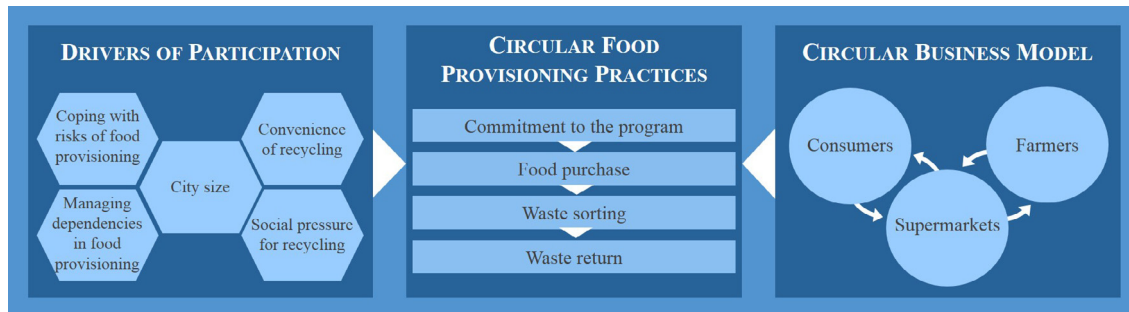 DRIVERS OF PARTICIPATION
Coping with
risks of food
provisioning
Convenience
of recycling
City size
Managing
dependencies
in food
provisioning
Social pressure
for recycling
CIRCULAR FOOD
PROVISIONING PRACTICES
Commitment to the program
Food purchase
Waste sorting
Waste return
CIRCULAR BUSINESS MODEL
Consumers
Farmers
Supermarkets